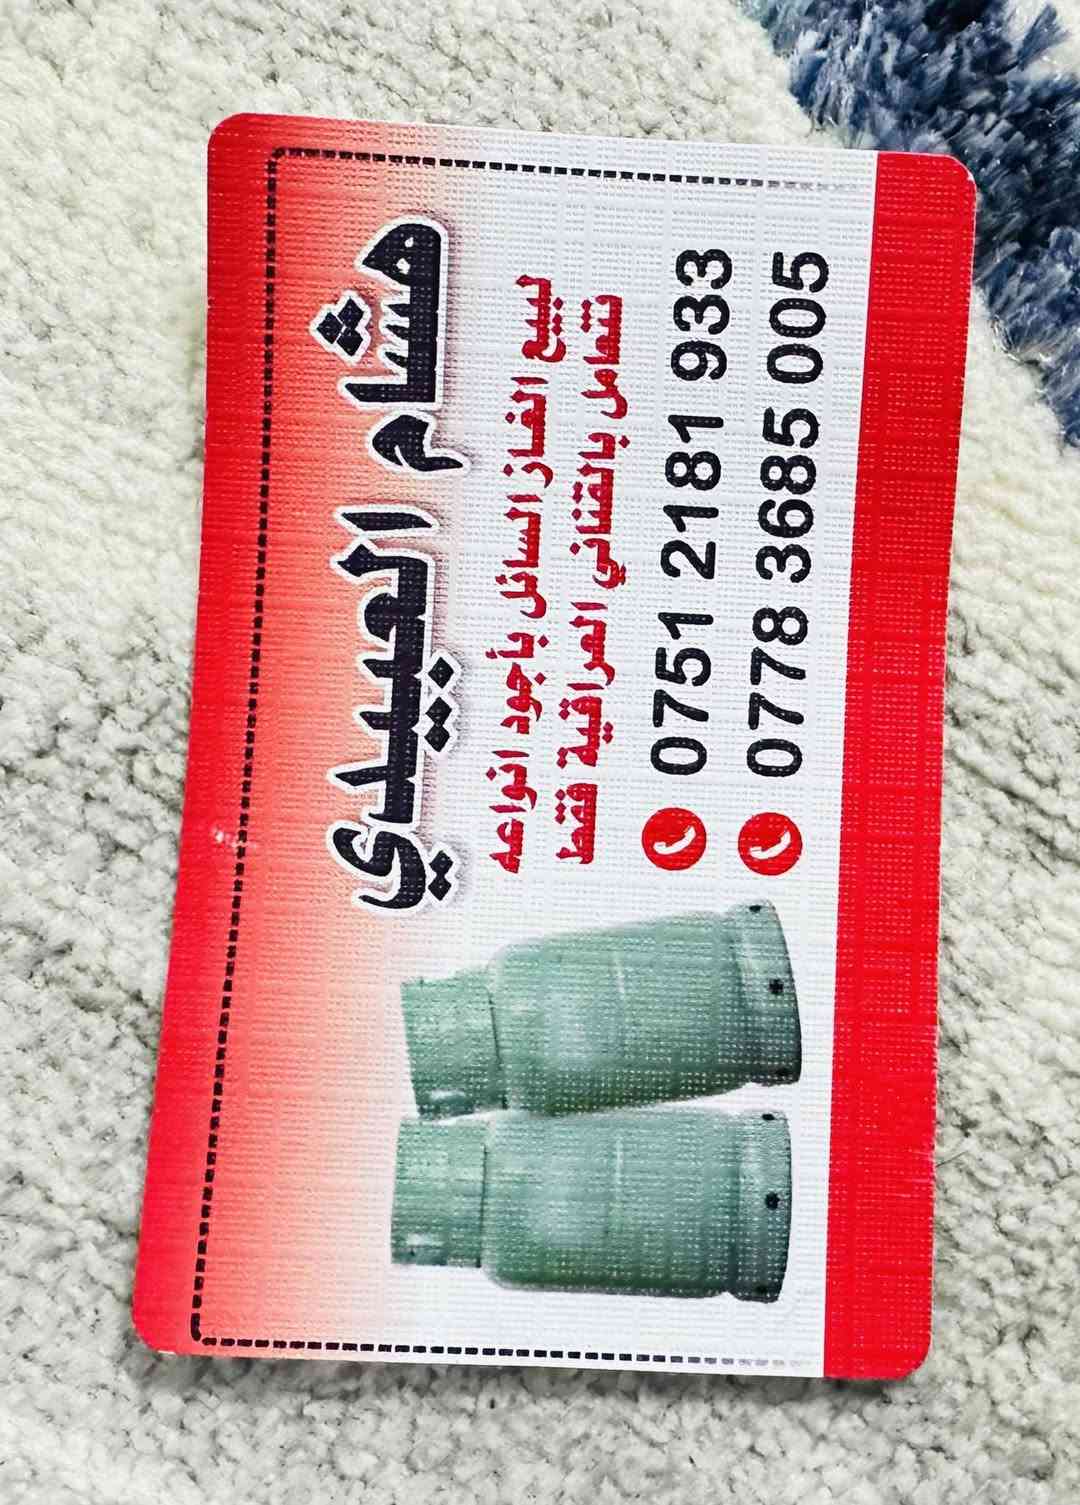 هشام العبيدي
لبيع الغاز السائل بأجود انواعه
نتعامل بالقناني العراقية فقط
0751 2181 933
0778 3685 005